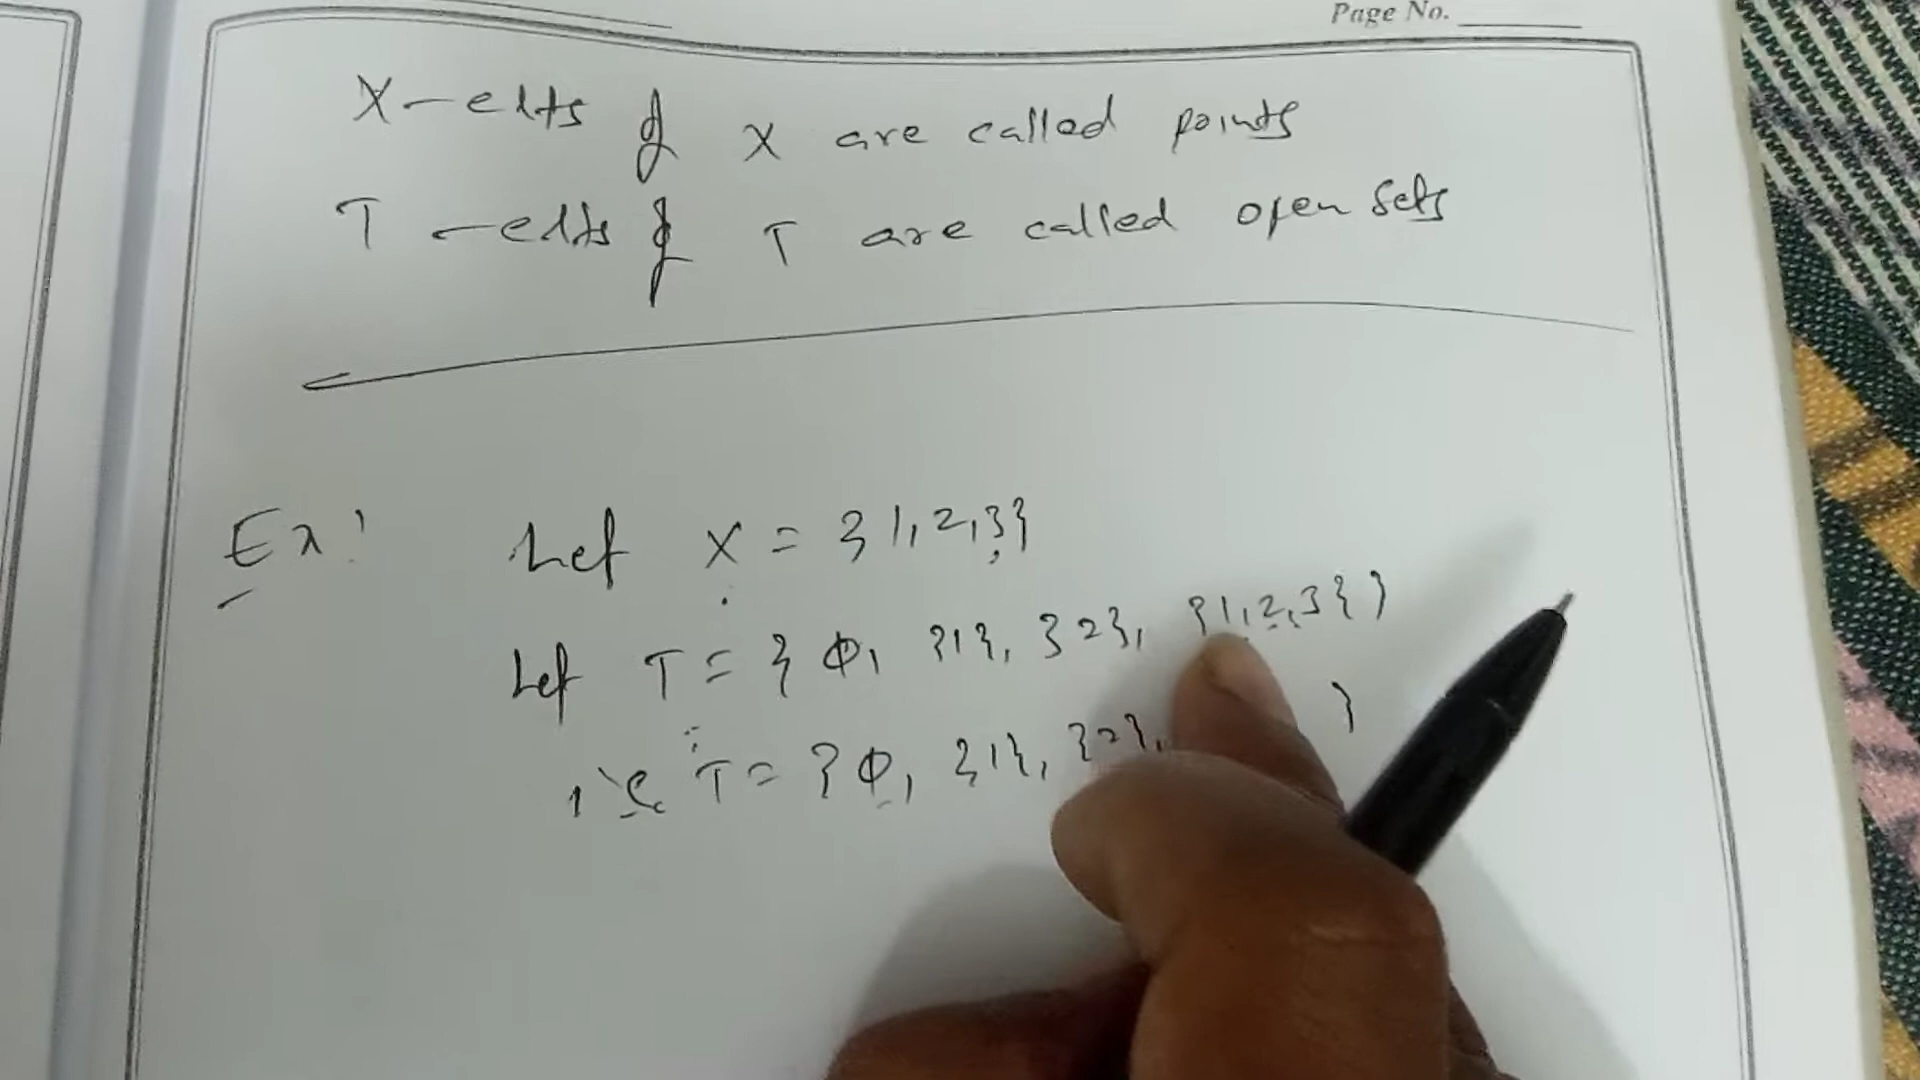 Page No.
X - elts of X are called points
T - elts of T are called open sets
Ex: Let X = {1,2,3}
Let T = { Φ, {1}, {2}, {1,2,3} }
i.e. T = { Φ, {1}, {2}, }